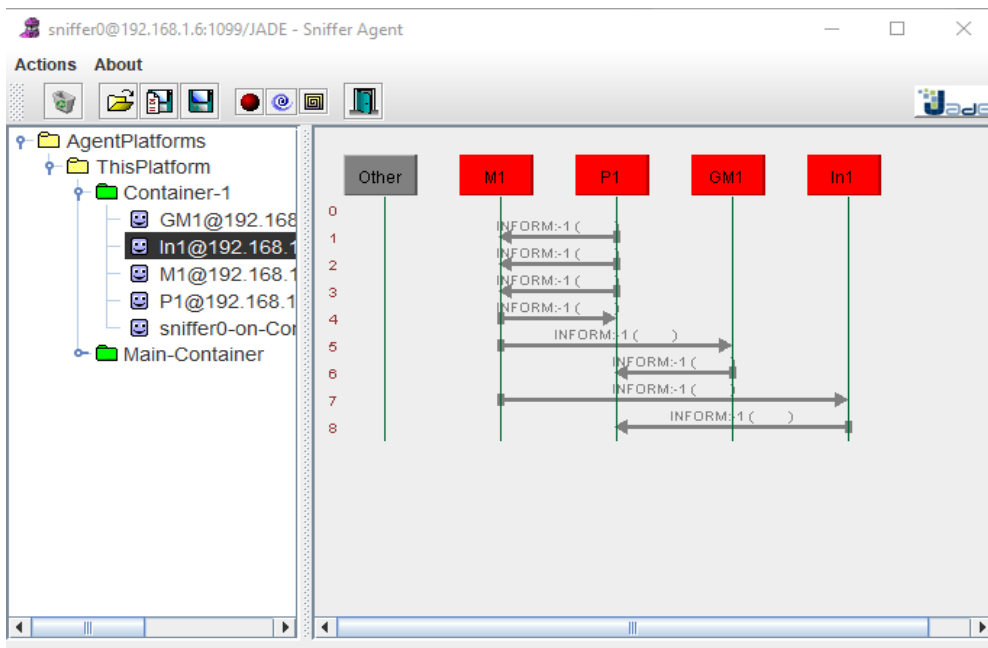 sniffer0@192.168.1.6:1099/JADE - Sniffer Agent
Actions About
Jade
AgentPlatforms
ThisPlatform
Container-1
GM1@192.168
In1@192.168.1
M1@192.168.1
P1@192.168.1
sniffer0-on-Con
Main-Container
Other M1 P1 GM1 In1
0
INFORM:-1 ( )
1
INFORM:-1 ( )
2
INFORM:-1 ( )
3
INFORM:-1 ( )
4
INFORM:-1 ( )
5
INFORM:-1 ( )
6
INFORM:-1 ( )
7
INFORM:-1 ( )
8